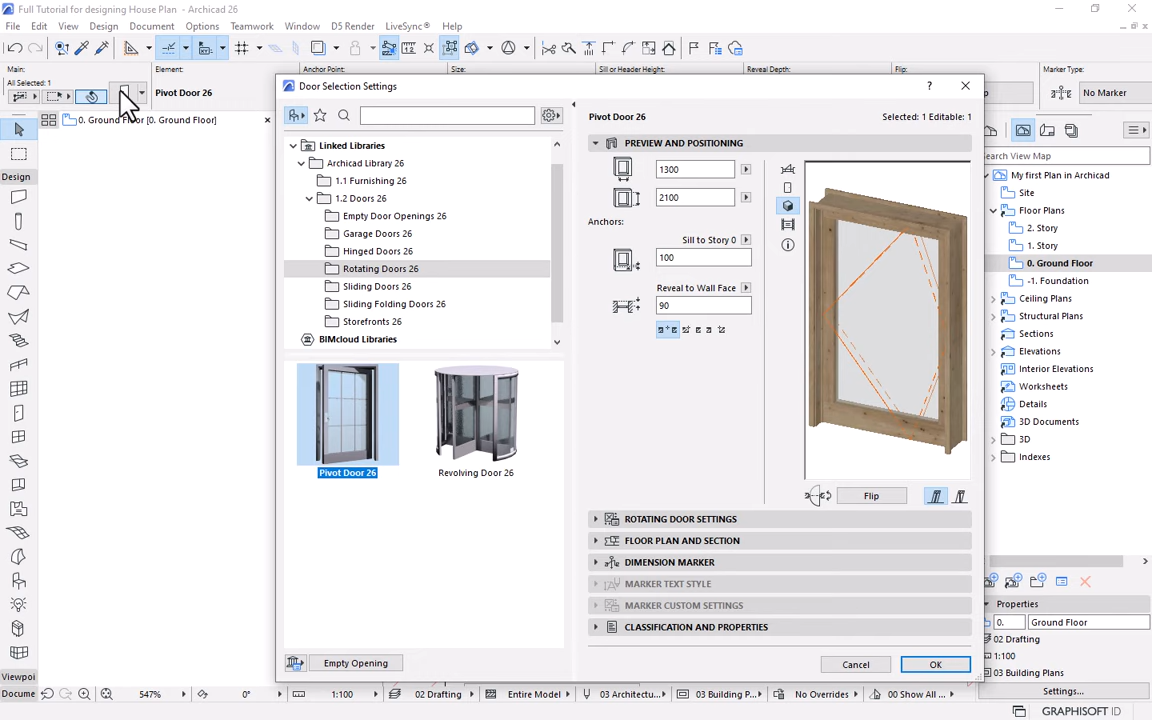 Full Tutorial for designing House Plan - Archicad 26
File Edit View Design Document Options Teamwork Window D5 Render LiveSync® Help
Main: Element: Anchor Point: Size: Sill or Header Height: Reveal Depth: Flip: Marker Type:
All Selected: 1
Pivot Door 26
No Marker
0. Ground Floor [0. Ground Floor]
Door Selection Settings
?
Linked Libraries
Archicad Library 26
1.1 Furnishing 26
1.2 Doors 26
Empty Door Openings 26
Garage Doors 26
Hinged Doors 26
Rotating Doors 26
Sliding Doors 26
Sliding Folding Doors 26
Storefronts 26
BIMcloud Libraries
Pivot Door 26
Revolving Door 26
Empty Opening
Pivot Door 26
Selected: 1 Editable: 1
PREVIEW AND POSITIONING
1300
2100
Anchors:
Sill to Story 0
100
Reveal to Wall Face
90
Flip
ROTATING DOOR SETTINGS
FLOOR PLAN AND SECTION
DIMENSION MARKER
MARKER TEXT STYLE
MARKER CUSTOM SETTINGS
CLASSIFICATION AND PROPERTIES
Cancel
OK
Design
Viewpoi
Docume
earch View Map
My first Plan in Archicad
Site
Floor Plans
2. Story
1. Story
0. Ground Floor
-1. Foundation
Ceiling Plans
Structural Plans
Sections
Elevations
Interior Elevations
Worksheets
Details
3D Documents
3D
Indexes
Properties
0. Ground Floor
02 Drafting
1:100
03 Building Plans
Settings...
547% 0° 1:100 02 Drafting Entire Model 03 Architectu... 03 Building P... No Overrides 00 Show All ...
GRAPHISOFT ID